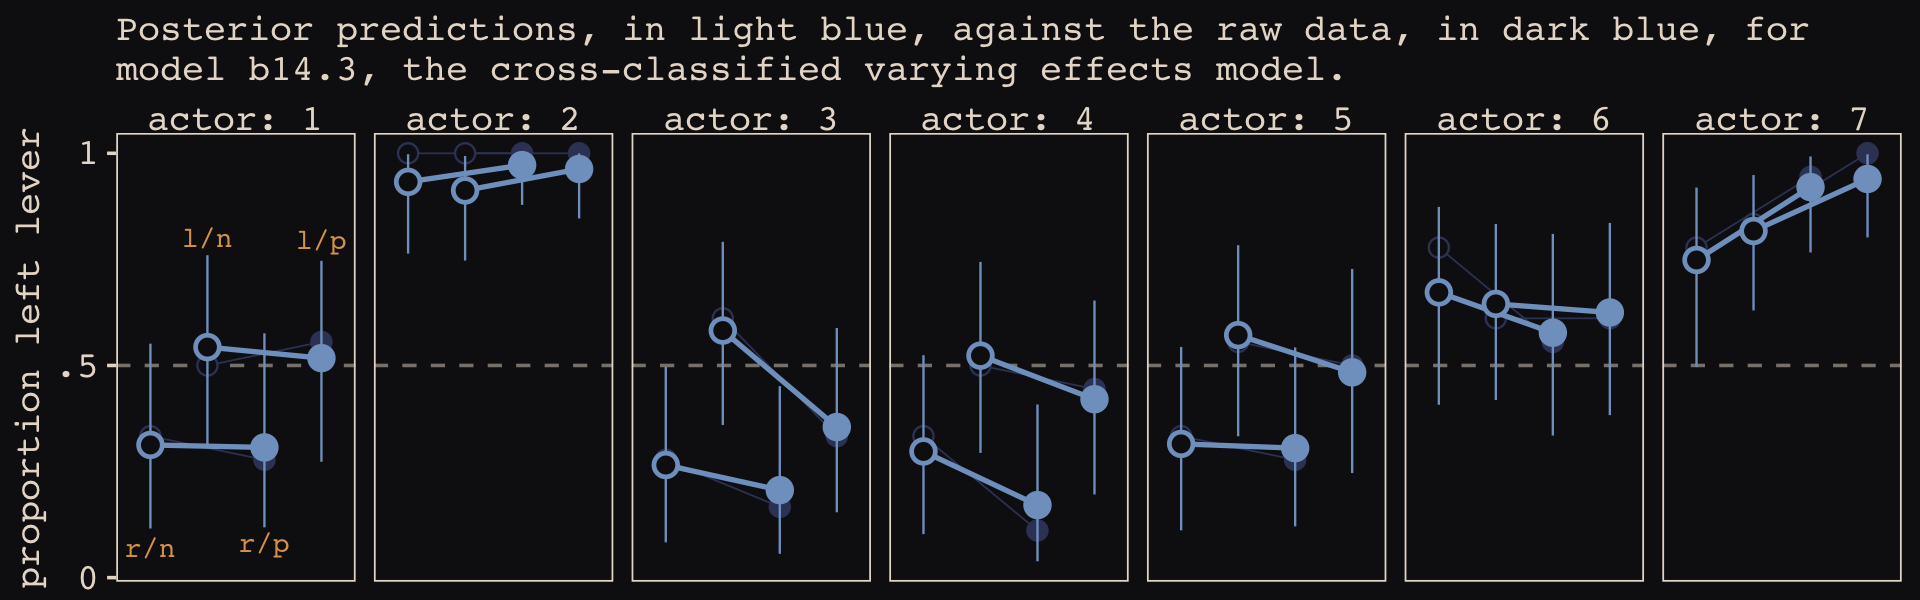 Posterior predictions, in light blue, against the raw data, in dark blue, for
model b14.3, the cross-classified varying effects model.
actor: 1
actor: 2
actor: 3
actor: 4
actor: 5
actor: 6
actor: 7
proportion left lever
1
.5
0
l/n
l/p
r/n
r/p